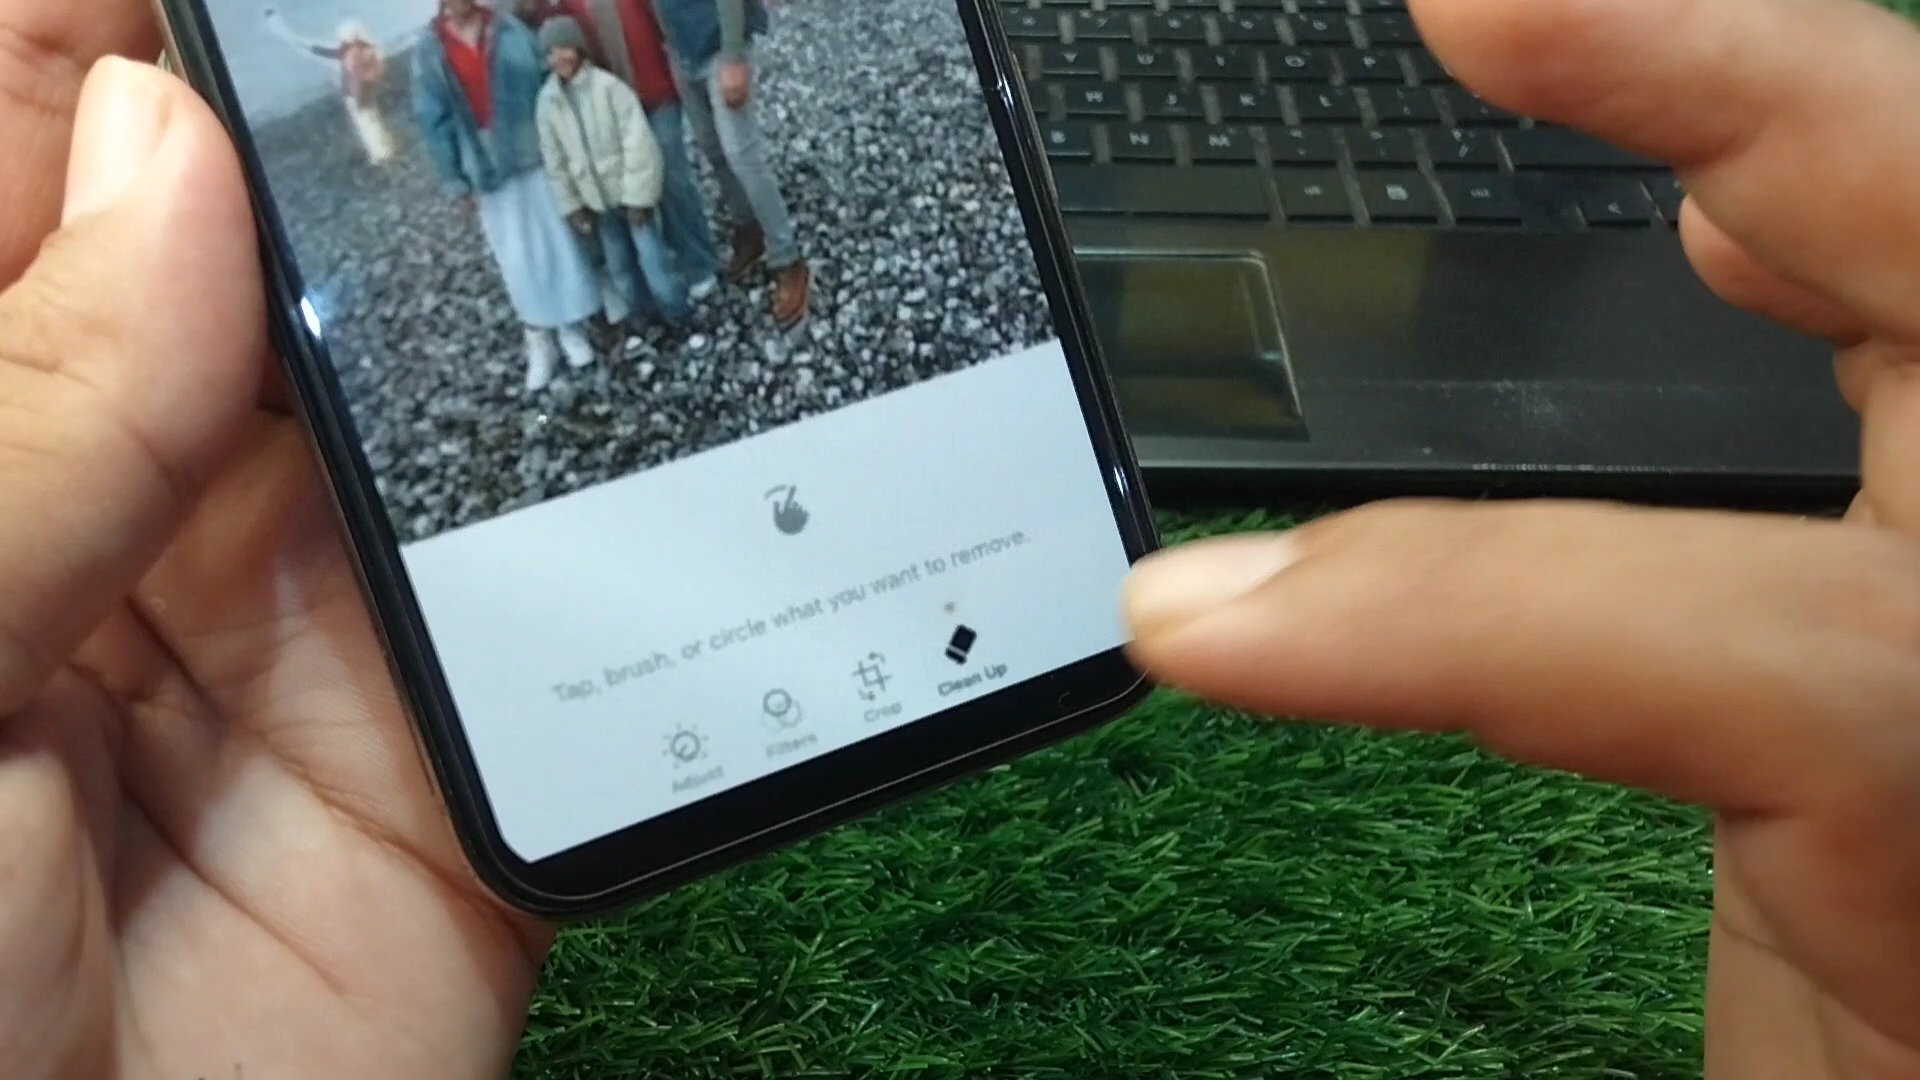 Y U I O P
J K L
B N M
Tap, brush, or circle what you want to remove.
Adjust Filters Crop Clean Up